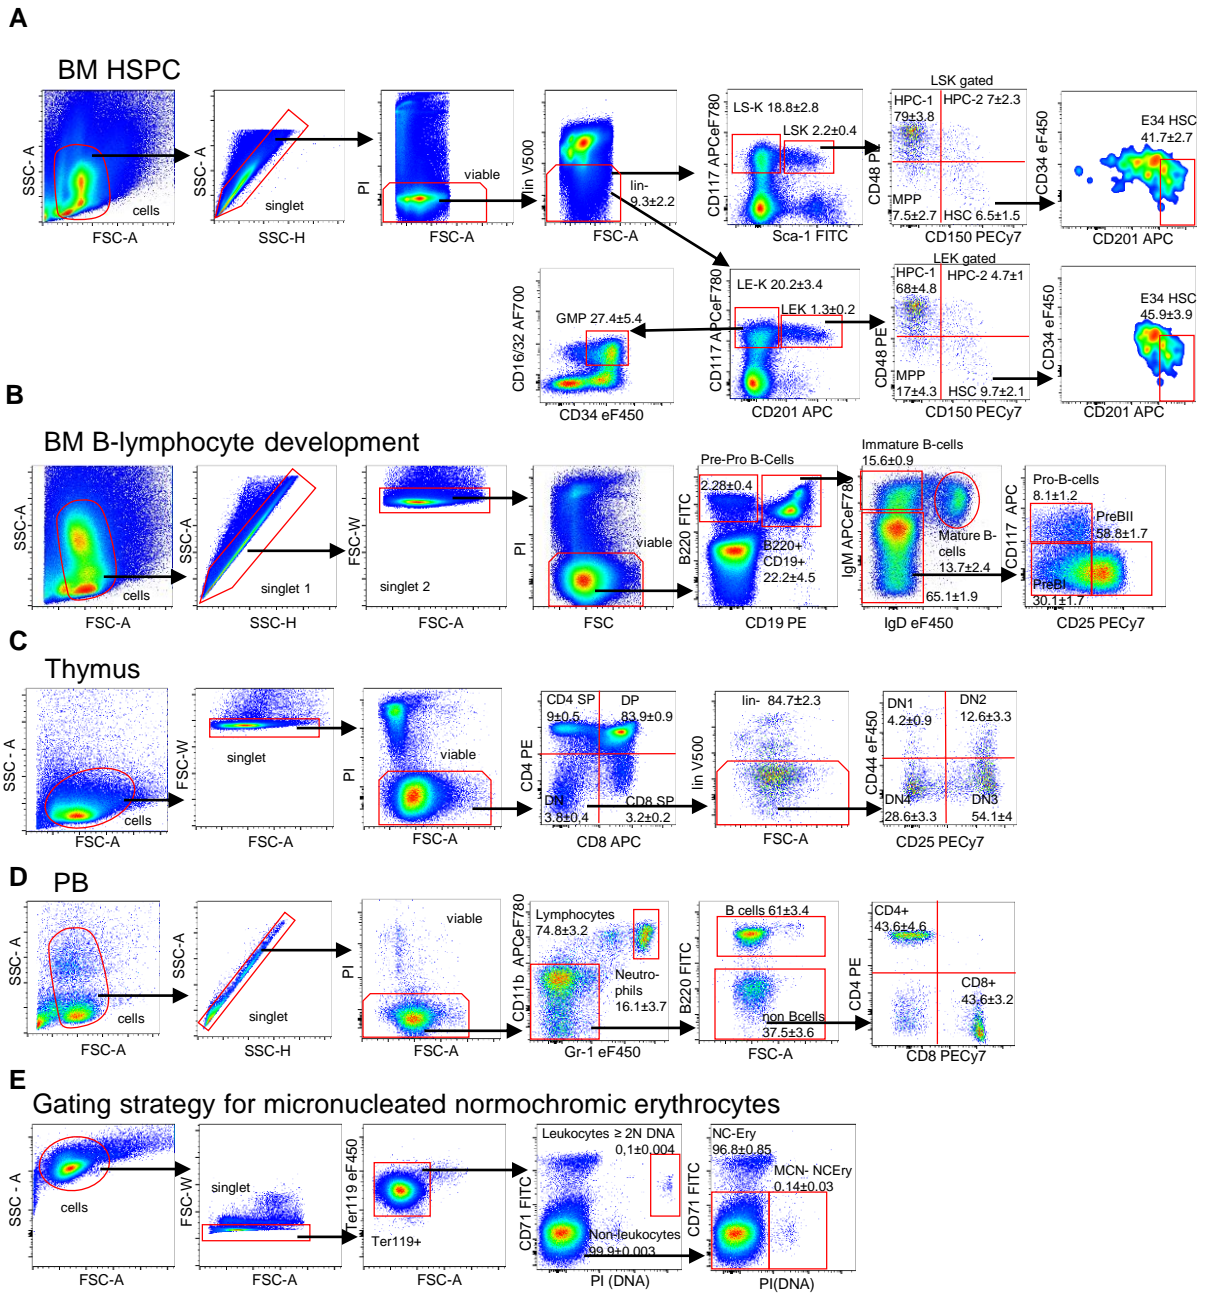 A
BM HSPC
SSC- A
cells
FSC-A
SSC- A
singlet
SSC-H
PI
viable
FSC-A
lin V500
lin-
9.3±2.2
FSC-A
CD117 APCeF780
LS-K 18.8±2.8
LSK 2.2±0.4
Sca-1 FITC
LSK gated
HPC-1
79±3.8
HPC-2 7±2.3
CD48 PE
MPP
7.5±2.7
HSC 6.5±1.5
CD150 PECy7
CD34 eF450
E34 HSC
41.7±2.7
CD201 APC
CD16/32 AF700
GMP 27.4±5.4
CD34 eF450
CD117 APCeF780
LE-K 20.2±3.4
LEK 1.3±0.2
CD201 APC
LEK gated
HPC-1
68±4.8
HPC-2 4.7±1
CD48 PE
MPP
17±4.3
HSC 9.7±2.1
CD150 PECy7
CD34 eF450
E34 HSC
45.9±3.9
CD201 APC
B
BM B-lymphocyte development
SSC-A
cells
FSC-A
SSC-A
singlet 1
SSC-H
FSC-W
singlet 2
FSC-A
PI
viable
FSC
Pre-Pro B-Cells
2.28±0.4
B220 FITC
B220+
CD19+
22.2±4.5
CD19 PE
Immature B-cells
15.6±0.9
IgM APCeF780
Mature B-
cells
13.7±2.4
65.1±1.9
IgD eF450
CD117 APC
Pro-B-cells
8.1±1.2
PreBII
58.8±1.7
PreBI
30.1±1.7
CD25 PECy7
C
Thymus
SSC - A
cells
FSC-A
FSC-W
singlet
FSC-A
PI
viable
FSC-A
CD4 SP
9±0.5
DP
83.9±0.9
CD4 PE
DN
3.8±0.4
CD8 SP
3.2±0.2
CD8 APC
lin- 84.7±2.3
lin V500
FSC-A
CD44 eF450
DN1
4.2±0.9
DN2
12.6±3.3
DN4
28.6±3.3
DN3
54.1±4
CD25 PECy7
D
PB
SSC- A
cells
FSC-A
SSC-A
singlet
SSC-H
PI
viable
FSC-A
CD11b APCeF780
Lymphocytes
74.8±3.2
Neutro-
phils
16.1±3.7
Gr-1 eF450
B220 FITC
B cells 61±3.4
non Bcells
37.5±3.6
FSC-A
CD4 PE
CD4+
43.6±4.6
CD8+
43.6±3.2
CD8 PECy7
E
Gating strategy for micronucleated normochromic erythrocytes
SSC - A
cells
FSC-A
FSC-W
singlet
FSC-A
Ter119 eF450
Ter119+
FSC-A
CD71 FITC
Leukocytes ≥ 2N DNA
0,1±0.004
Non-leukocytes
99.9±0.003
PI (DNA)
CD71 FITC
NC-Ery
96.8±0.85
MCN- NCEry
0.14±0.03
PI(DNA)